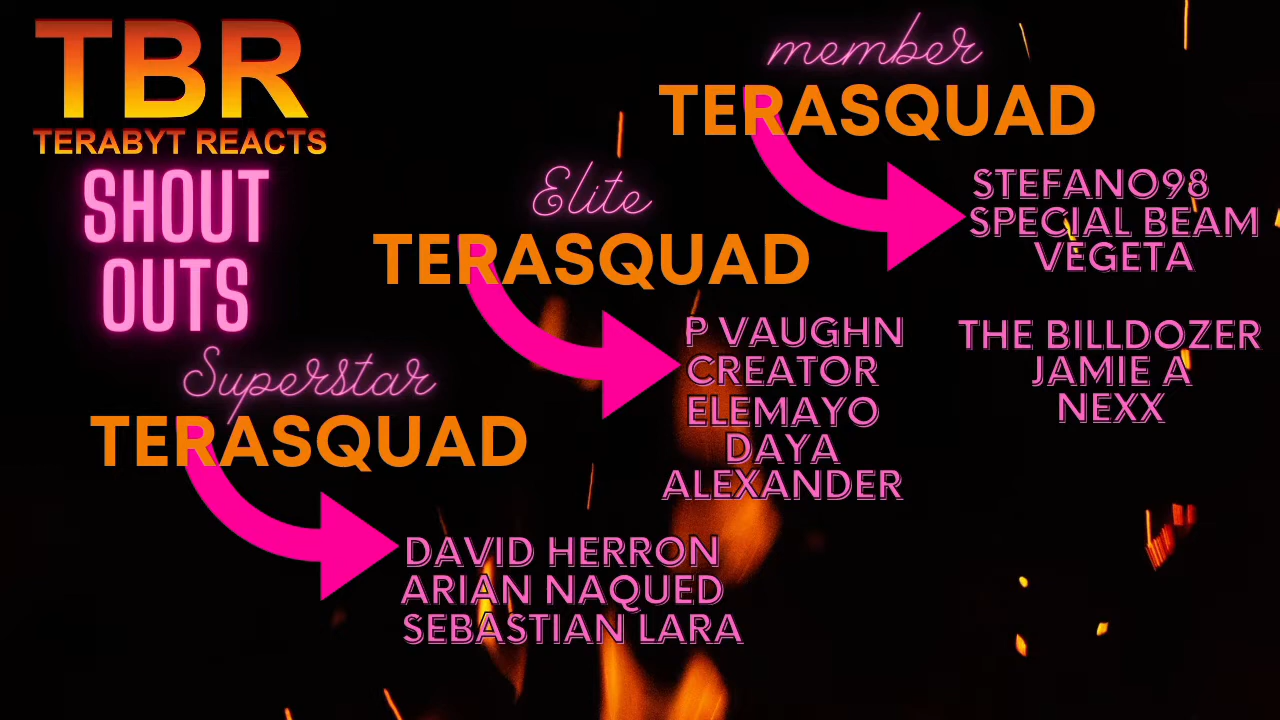 TBR
TERABYT REACTS
SHOUT
OUTS
member
TERASQUAD
STEFANO98
SPECIAL BEAM
VEGETA
THE BILLDOZER
JAMIE A
NEXX
Elite
TERASQUAD
P VAUGHN
CREATOR
ELEMAYO
DAYA
ALEXANDER
Superstar
TERASQUAD
DAVID HERRON
ARIAN NAQUED
SEBASTIAN LARA